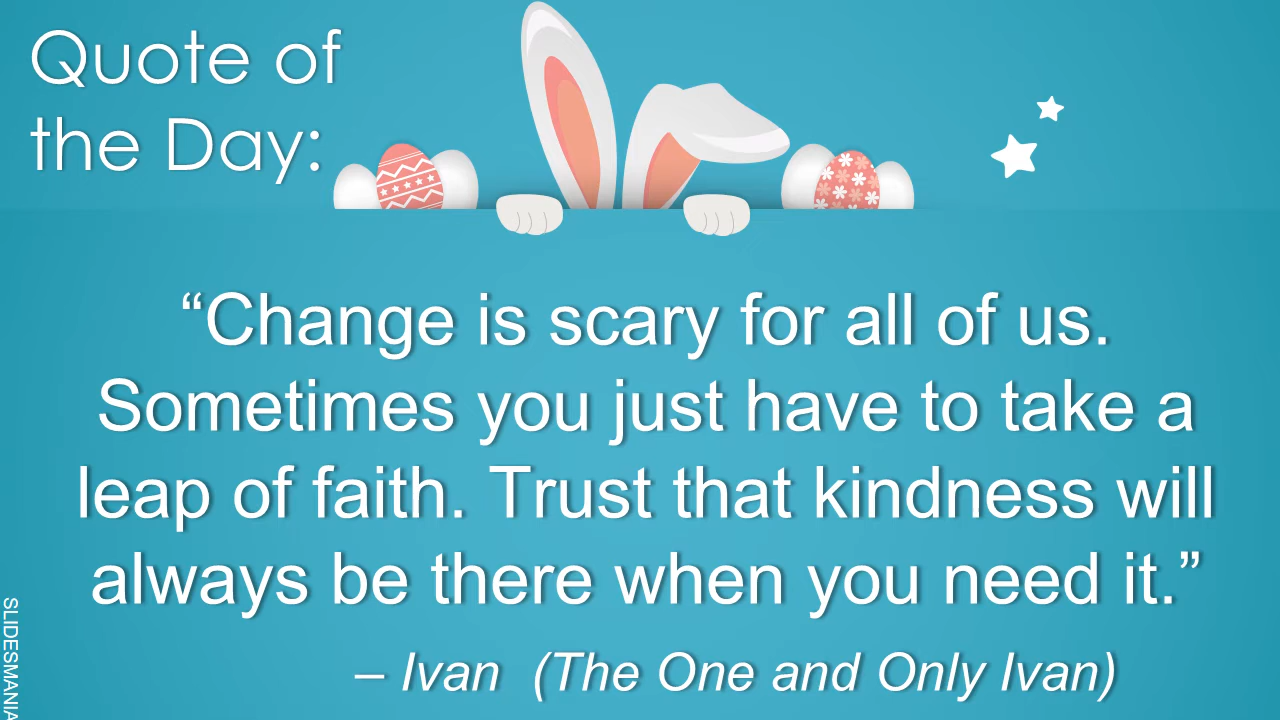 Quote of
the Day:
“Change is scary for all of us.
Sometimes you just have to take a
leap of faith. Trust that kindness will
always be there when you need it.”
– Ivan  (The One and Only Ivan)
SLIDESMANIA